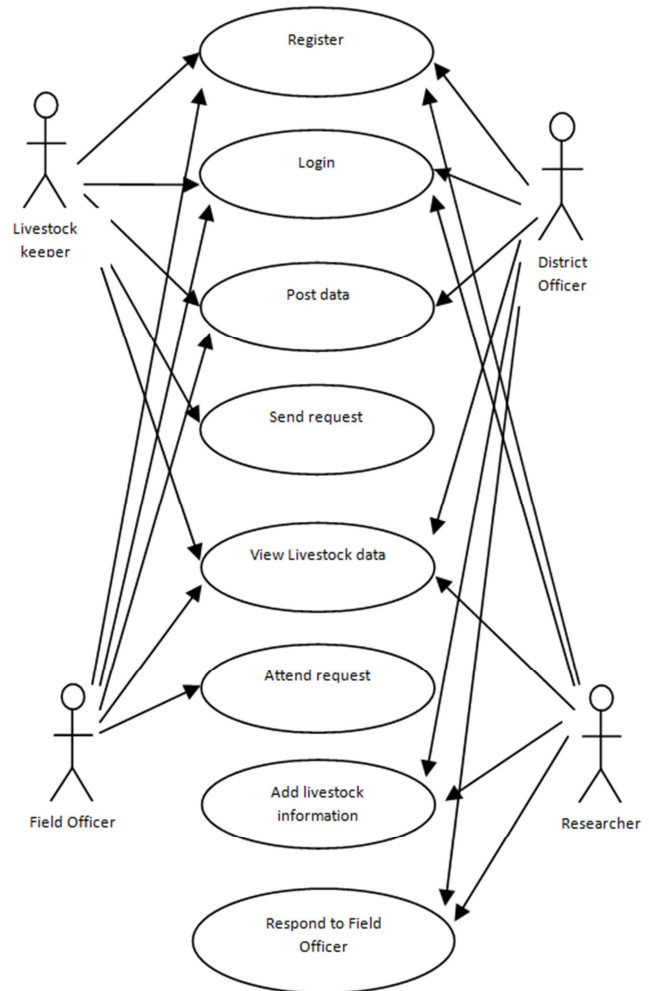 Register
Login
Livestock
keeper
Post data
District
Officer
Send request
View Livestock data
Attend request
Field Officer
Add livestock
information
Researcher
Respond to Field
Officer